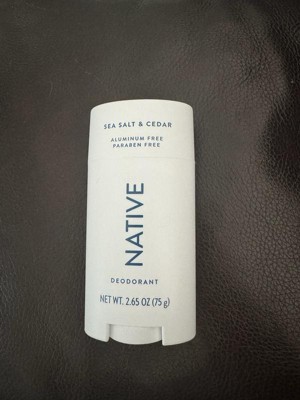 SEA SALT & CEDAR
ALUMINUM FREE
PARABEN FREE
NATIVE
DEODORANT
NET WT. 2.65 OZ (75 g)